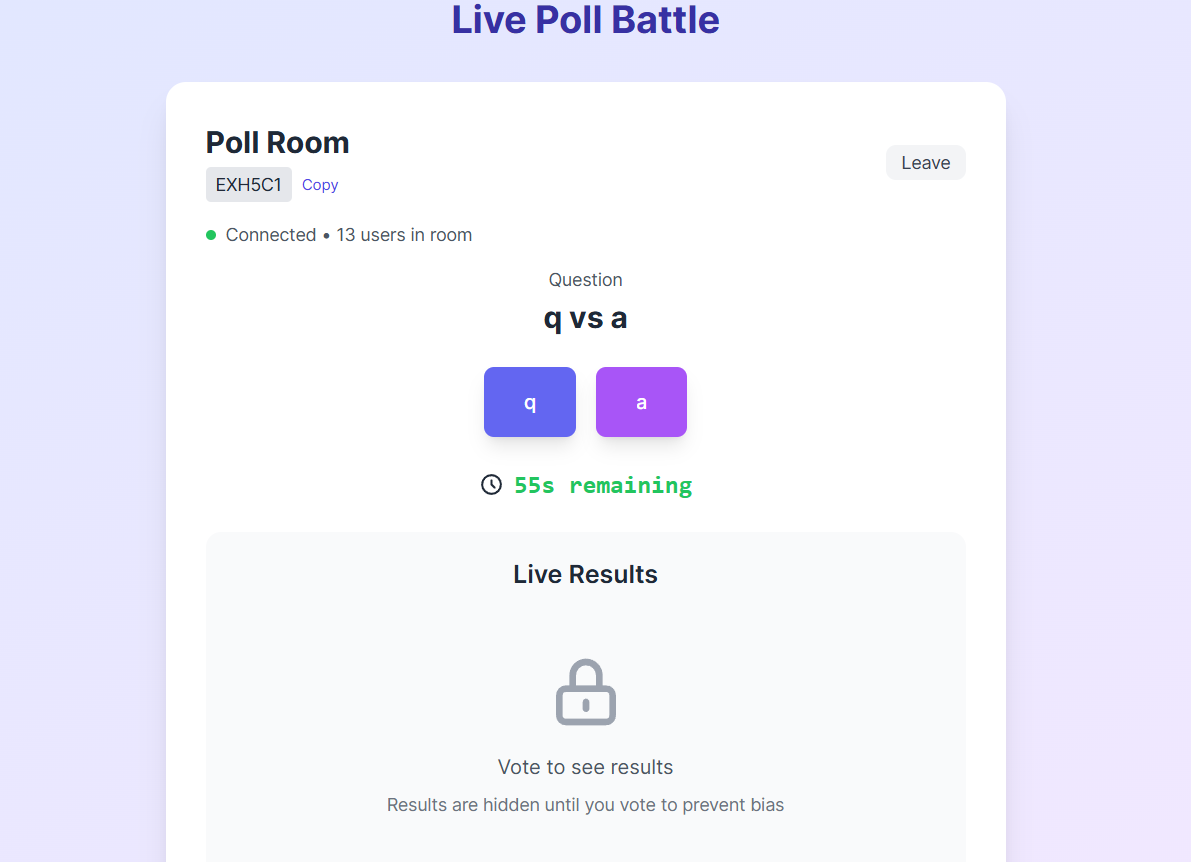 Live Poll Battle
Poll Room
Leave
EXH5C1 Copy
Connected • 13 users in room
Question
q vs a
q a
55s remaining
Live Results
Vote to see results
Results are hidden until you vote to prevent bias